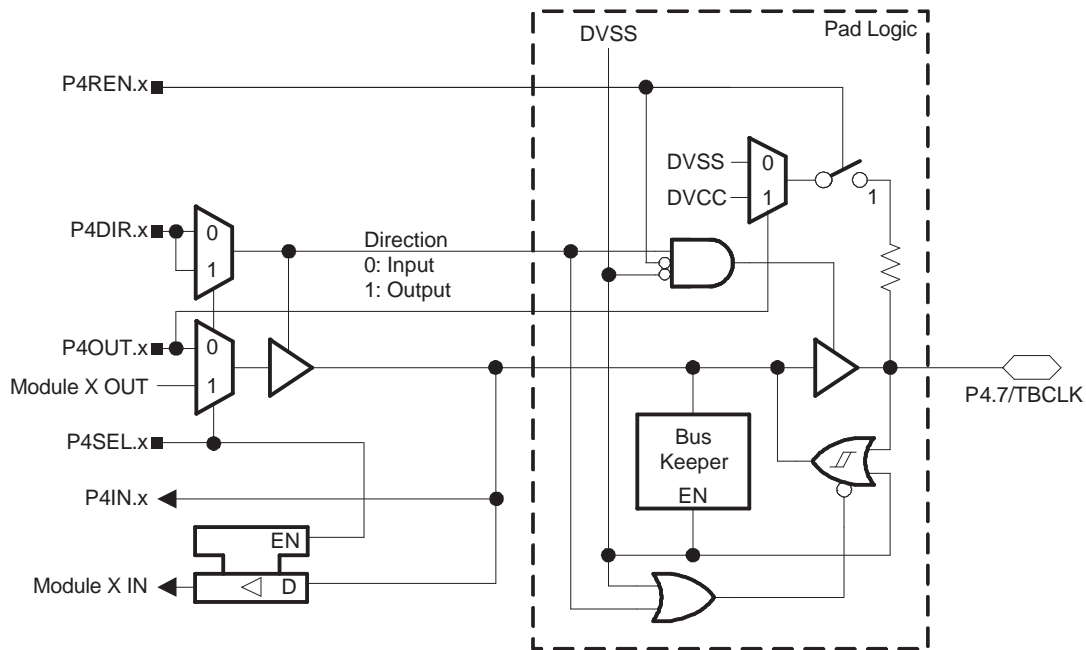 DVSS
Pad Logic
P4REN.x
DVSS
0
DVCC
1
1
P4DIR.x
0
1
Direction
0: Input
1: Output
P4OUT.x
0
Module X OUT
1
P4.7/TBCLK
P4SEL.x
Bus
Keeper
EN
P4IN.x
EN
Module X IN
D